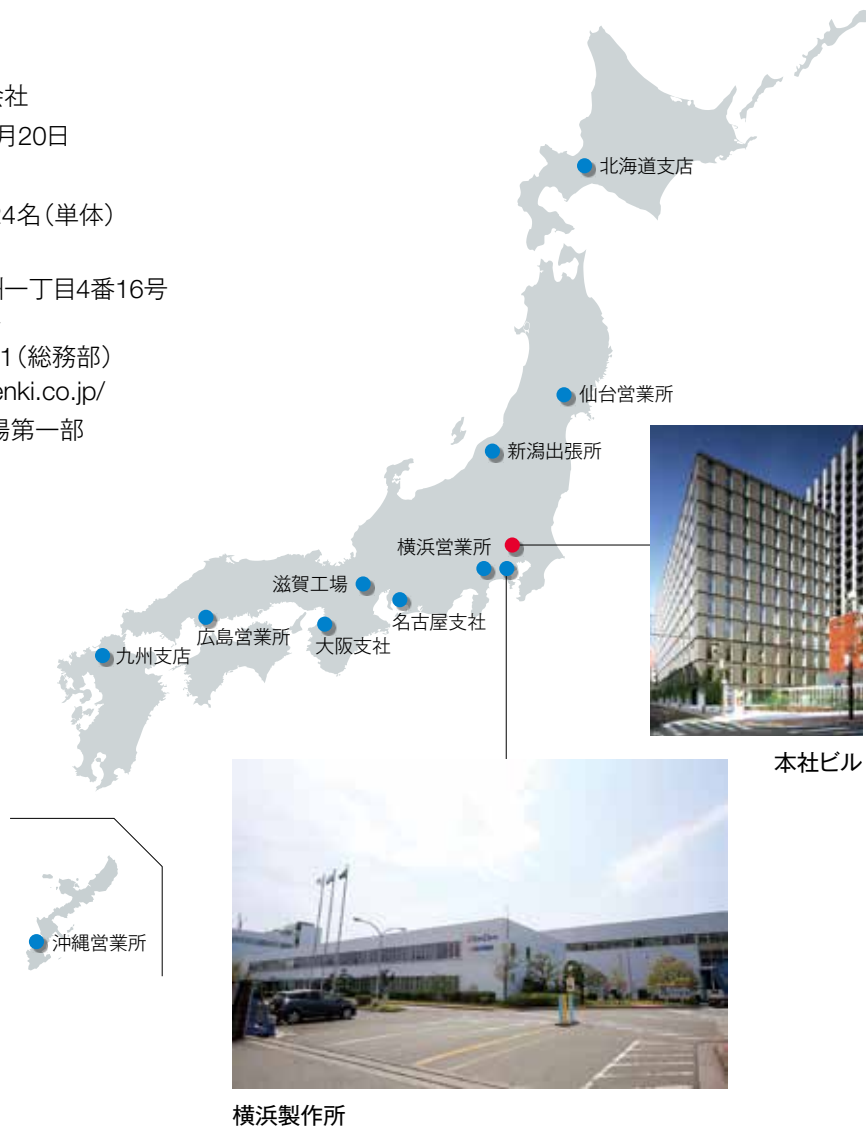 会社
月20日
24名（単体）
一丁目4番16号
1（総務部）
enki.co.jp/
場第一部
北海道支店
仙台営業所
新潟出張所
横浜営業所
滋賀工場
名古屋支社
広島営業所
大阪支社
九州支店
本社ビル
沖縄営業所
横浜製作所